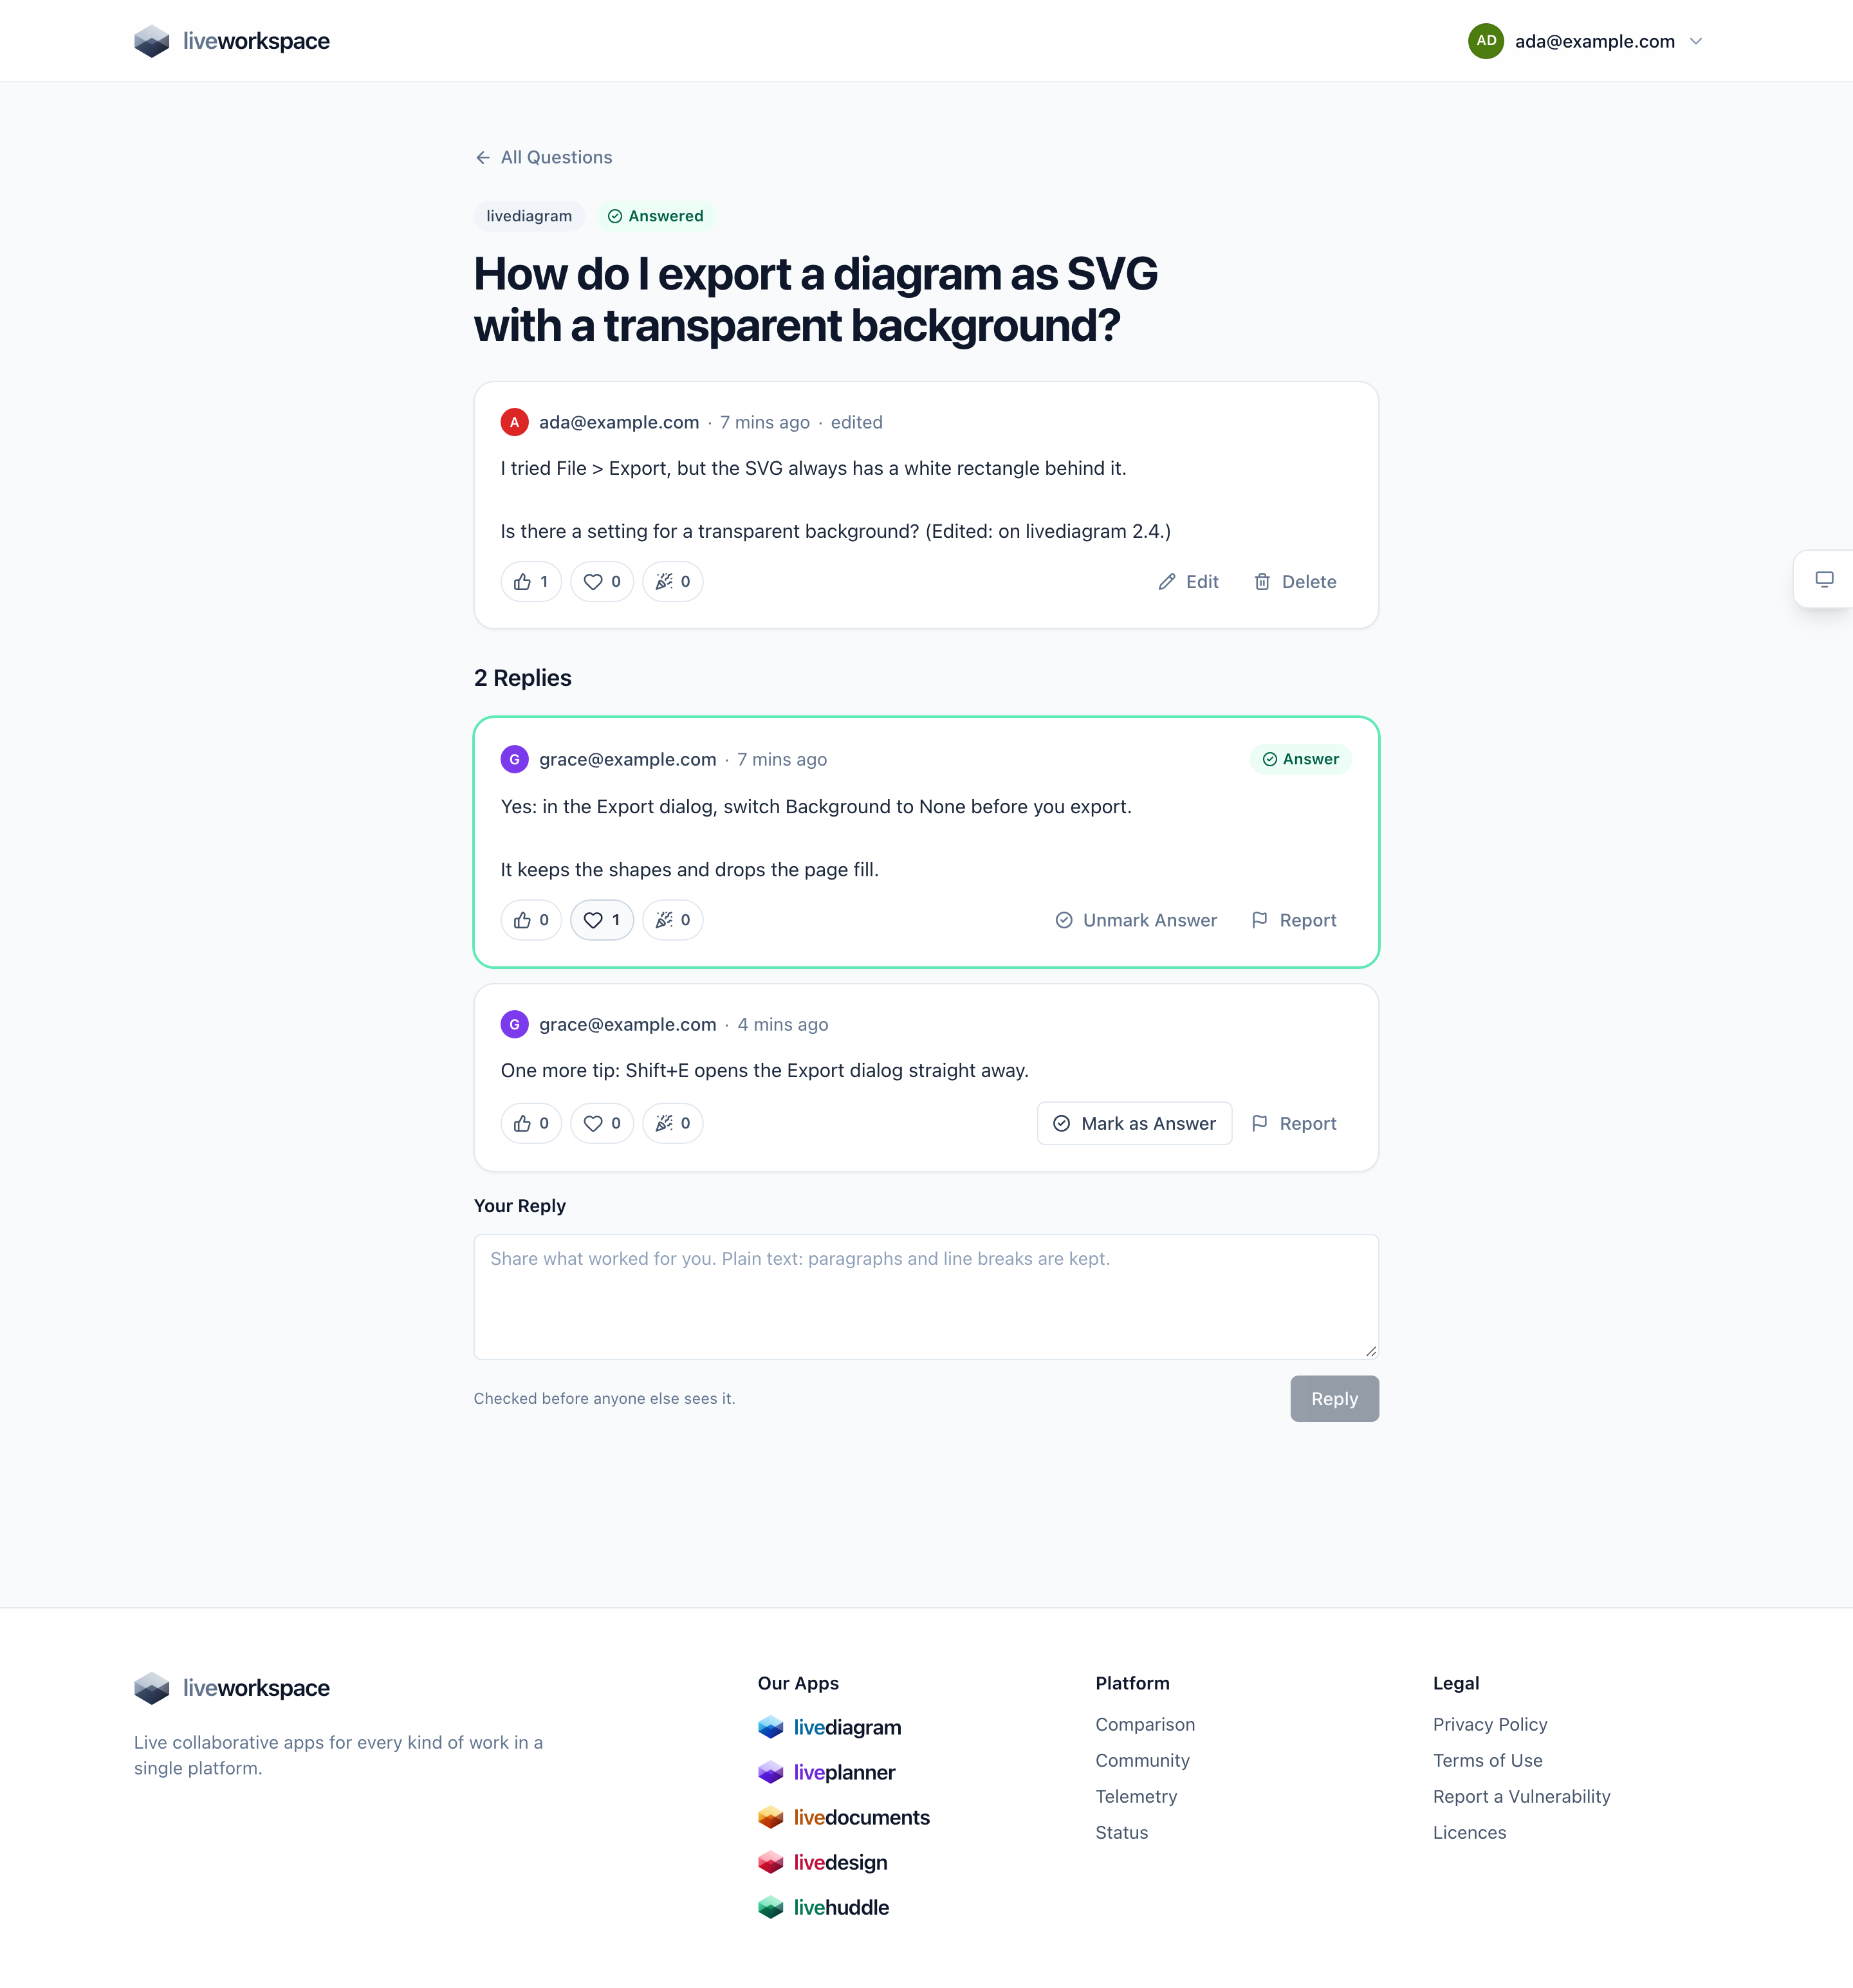 liveworkspace
AD ada@example.com
All Questions
livediagram Answered
How do I export a diagram as SVG
with a transparent background?
A ada@example.com · 7 mins ago · edited
I tried File > Export, but the SVG always has a white rectangle behind it.
Is there a setting for a transparent background? (Edited: on livediagram 2.4.)
1 0 0 Edit Delete
2 Replies
G grace@example.com · 7 mins ago Answer
Yes: in the Export dialog, switch Background to None before you export.
It keeps the shapes and drops the page fill.
0 1 0 Unmark Answer Report
G grace@example.com · 4 mins ago
One more tip: Shift+E opens the Export dialog straight away.
0 0 0 Mark as Answer Report
Your Reply
Share what worked for you. Plain text: paragraphs and line breaks are kept.
Checked before anyone else sees it. Reply
liveworkspace
Live collaborative apps for every kind of work in a
single platform.
Our Apps
livediagram
liveplanner
livedocuments
livedesign
livehuddle
Platform
Comparison
Community
Telemetry
Status
Legal
Privacy Policy
Terms of Use
Report a Vulnerability
Licences